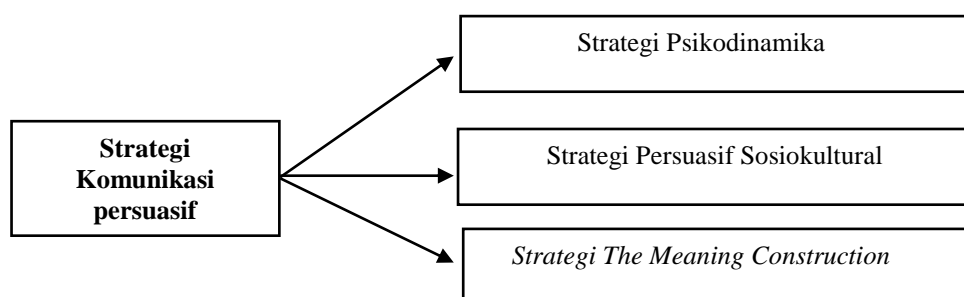 Strategi Psikodinamika
Strategi
Komunikasi
persuasif
Strategi Persuasif Sosiokultural
Strategi The Meaning Construction